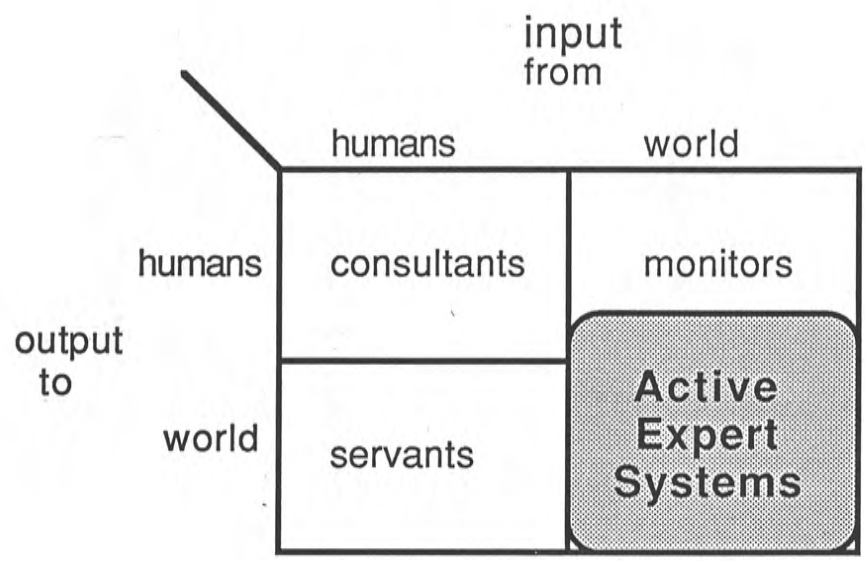 input
from
humans world
humans consultants monitors
output
to
world servants
Active
Expert
Systems